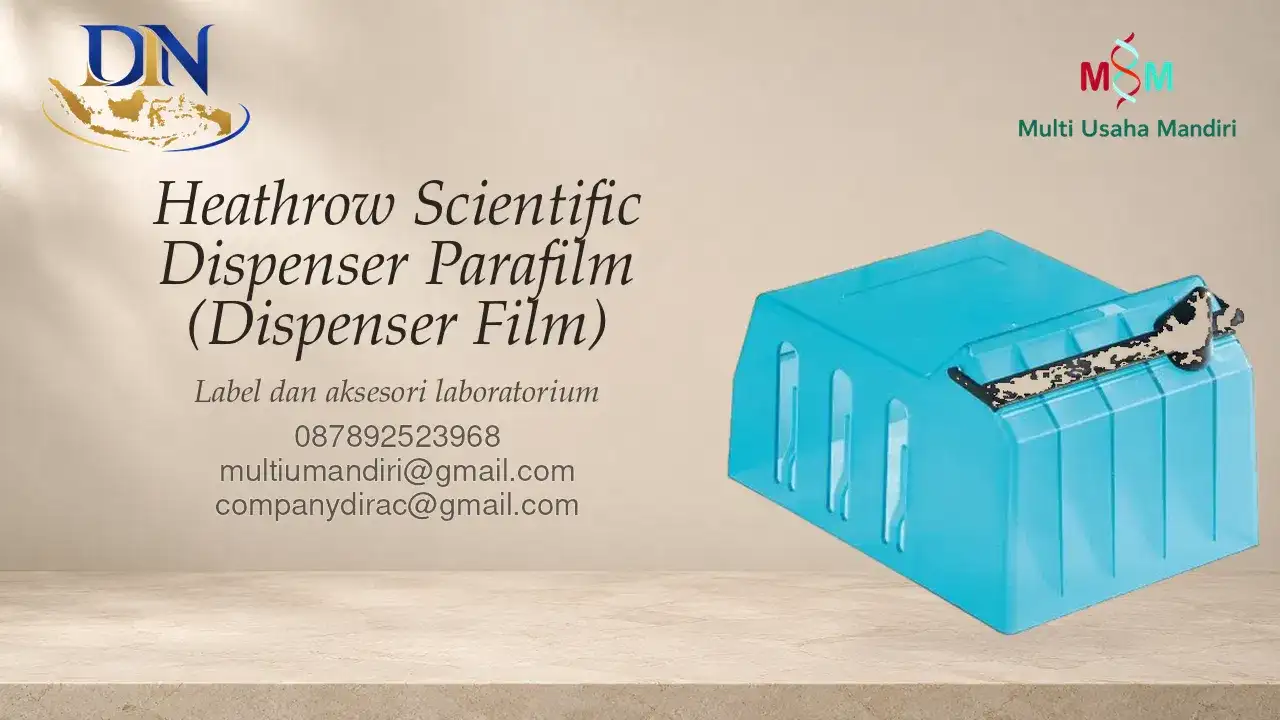 DN
M M
Multi Usaha Mandiri
Heathrow Scientific
Dispenser Parafilm
(Dispenser Film)
Label dan aksesori laboratorium
087892523968
multiumandiri@gmail.com
companydirac@gmail.com